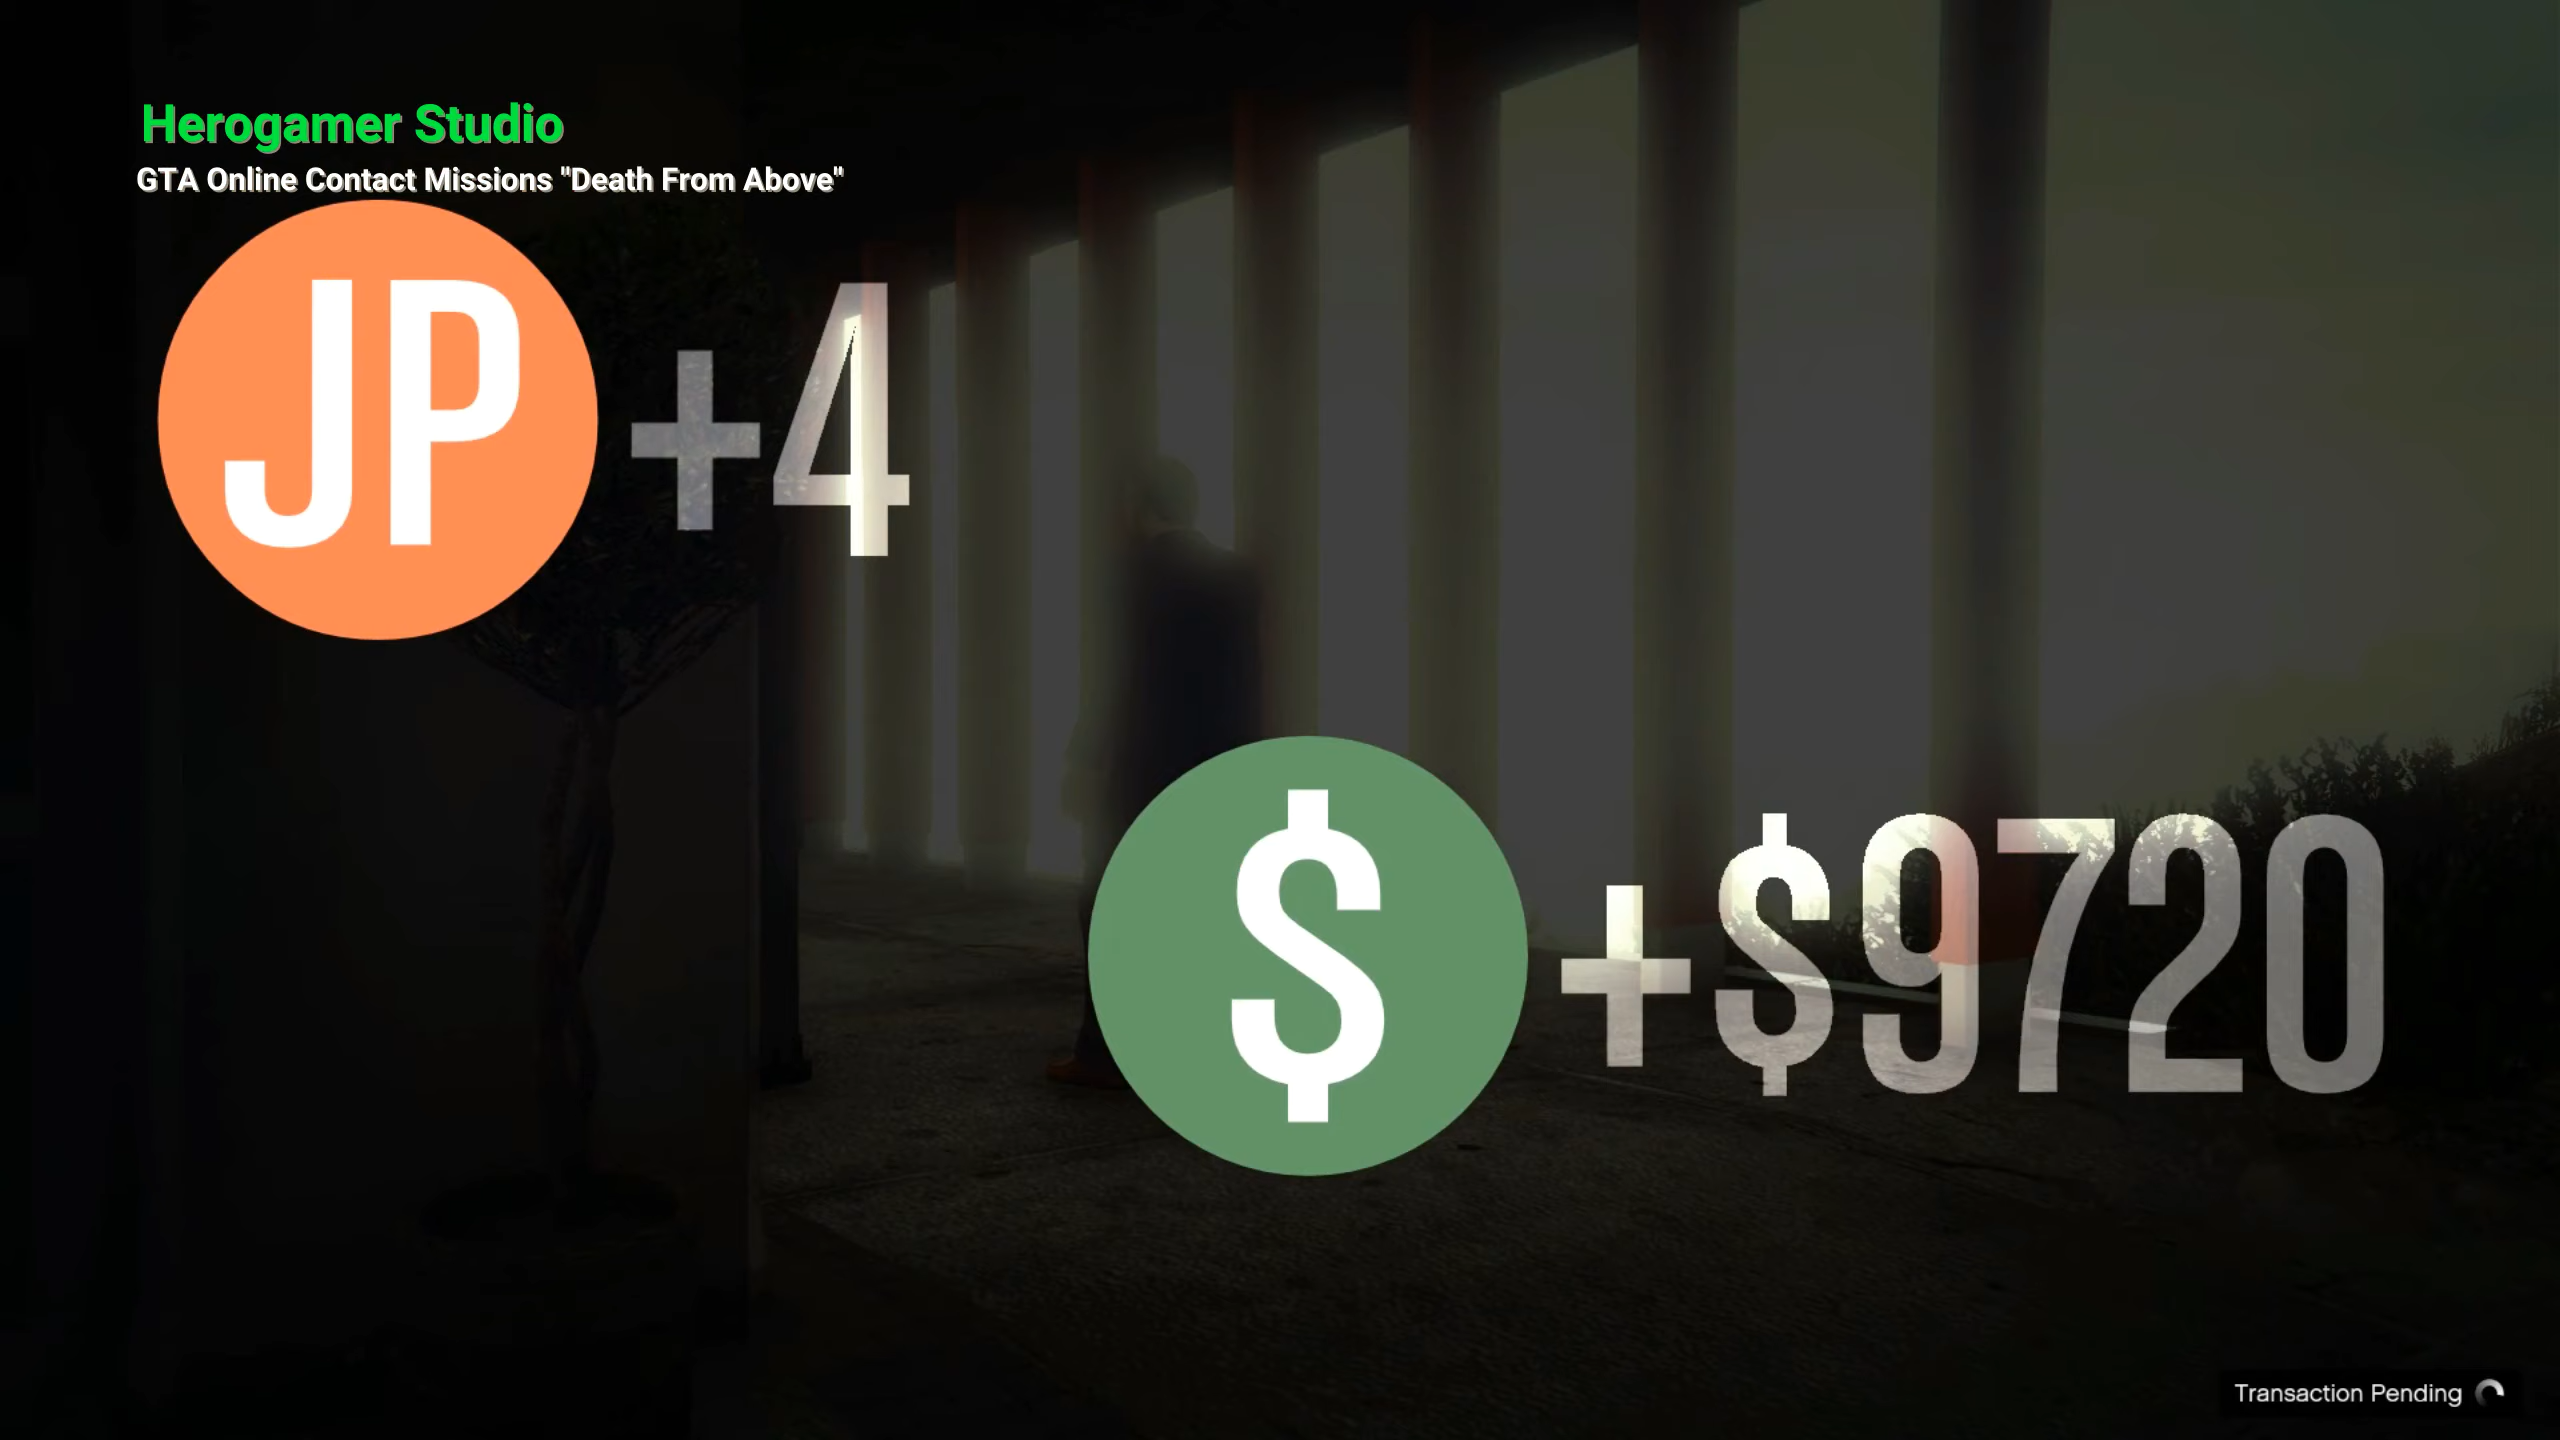 Herogamer Studio
GTA Online Contact Missions "Death From Above"
JP +4
$ +$9720
Transaction Pending